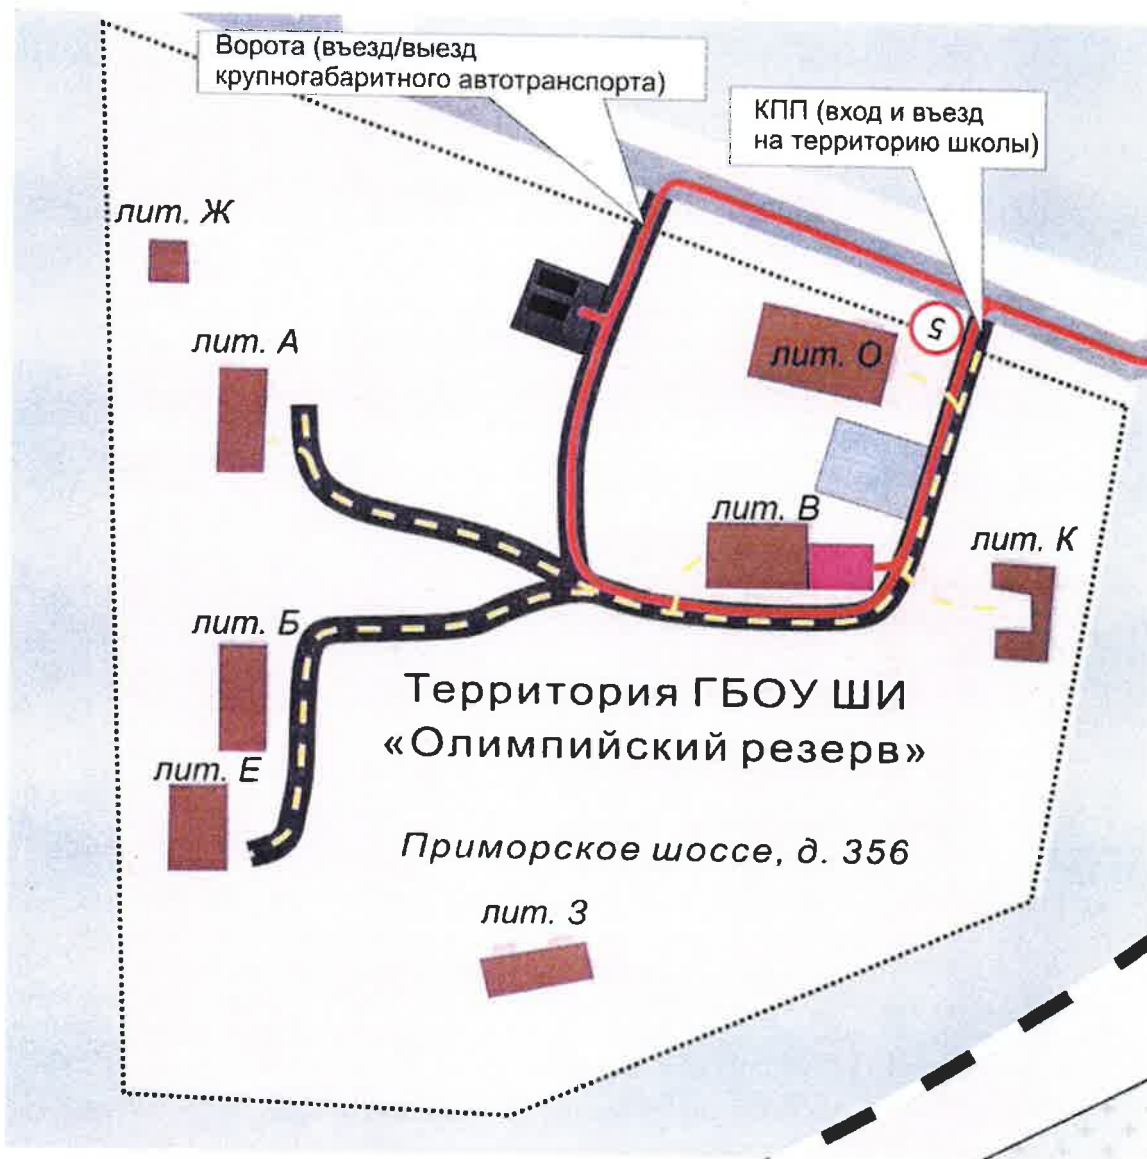 Ворота (въезд/выезд
крупногабаритного автотранспорта)
КПП (вход и въезд
на территорию школы)
лит. Ж
лит. А
лит. О
5
лит. В
лит. К
лит. Б
Территория ГБОУ ШИ
«Олимпийский резерв»
лит. Е
Приморское шоссе, д. 356
лит. З